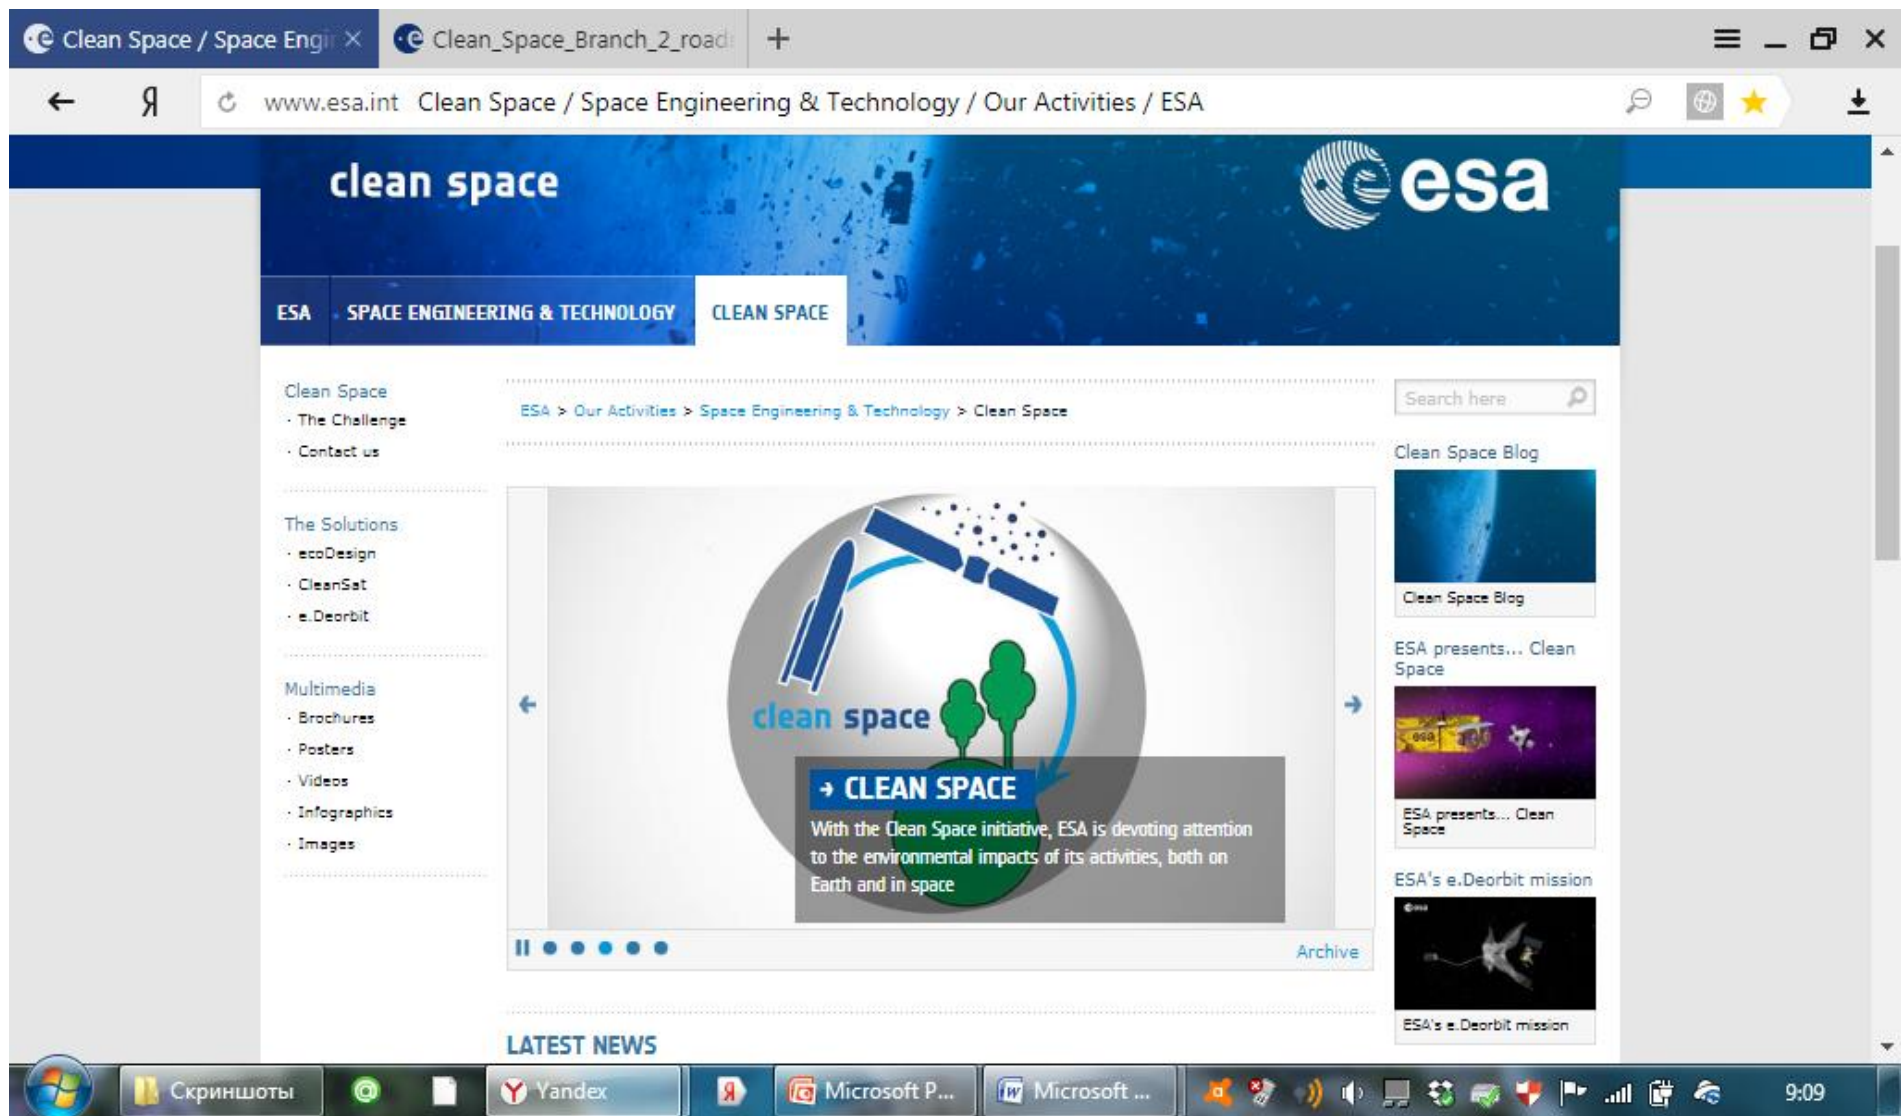 Clean Space / Space Engi
Clean_Space_Branch_2_road
Я
www.esa.int Clean Space / Space Engineering & Technology / Our Activities / ESA
clean space
esa
ESA
SPACE ENGINEERING & TECHNOLOGY
CLEAN SPACE
Clean Space
· The Challenge
· Contact us
The Solutions
· ecoDesign
· CleanSat
· e.Deorbit
Multimedia
· Brochures
· Posters
· Videos
· Infographics
· Images
ESA > Our Activities > Space Engineering & Technology > Clean Space
clean space
CLEAN SPACE
With the Clean Space initiative, ESA is devoting attention
to the environmental impacts of its activities, both on
Earth and in space
Archive
LATEST NEWS
Search here
Clean Space Blog
Clean Space Blog
ESA presents... Clean
Space
esa
ESA presents... Clean
Space
ESA's e.Deorbit mission
esa
ESA's e.Deorbit mission
Скриншоты
Yandex
Я
Microsoft P...
Microsoft ...
9:09